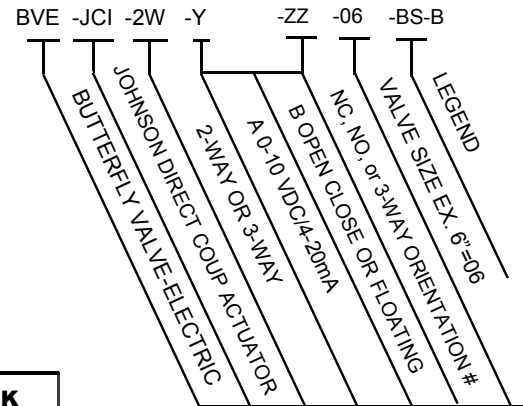 BVE -JCI -2W -Y -ZZ -06 -BS-B
BUTTERFLY VALVE-ELECTRIC
JOHNSON DIRECT COUP ACTUATOR
2-WAY OR 3-WAY
A 0-10 VDC/4-20mA
B OPEN CLOSE OR FLOATING
NC, NO, or 3-WAY ORIENTATION #
VALVE SIZE EX. 6"=06
LEGEND
K